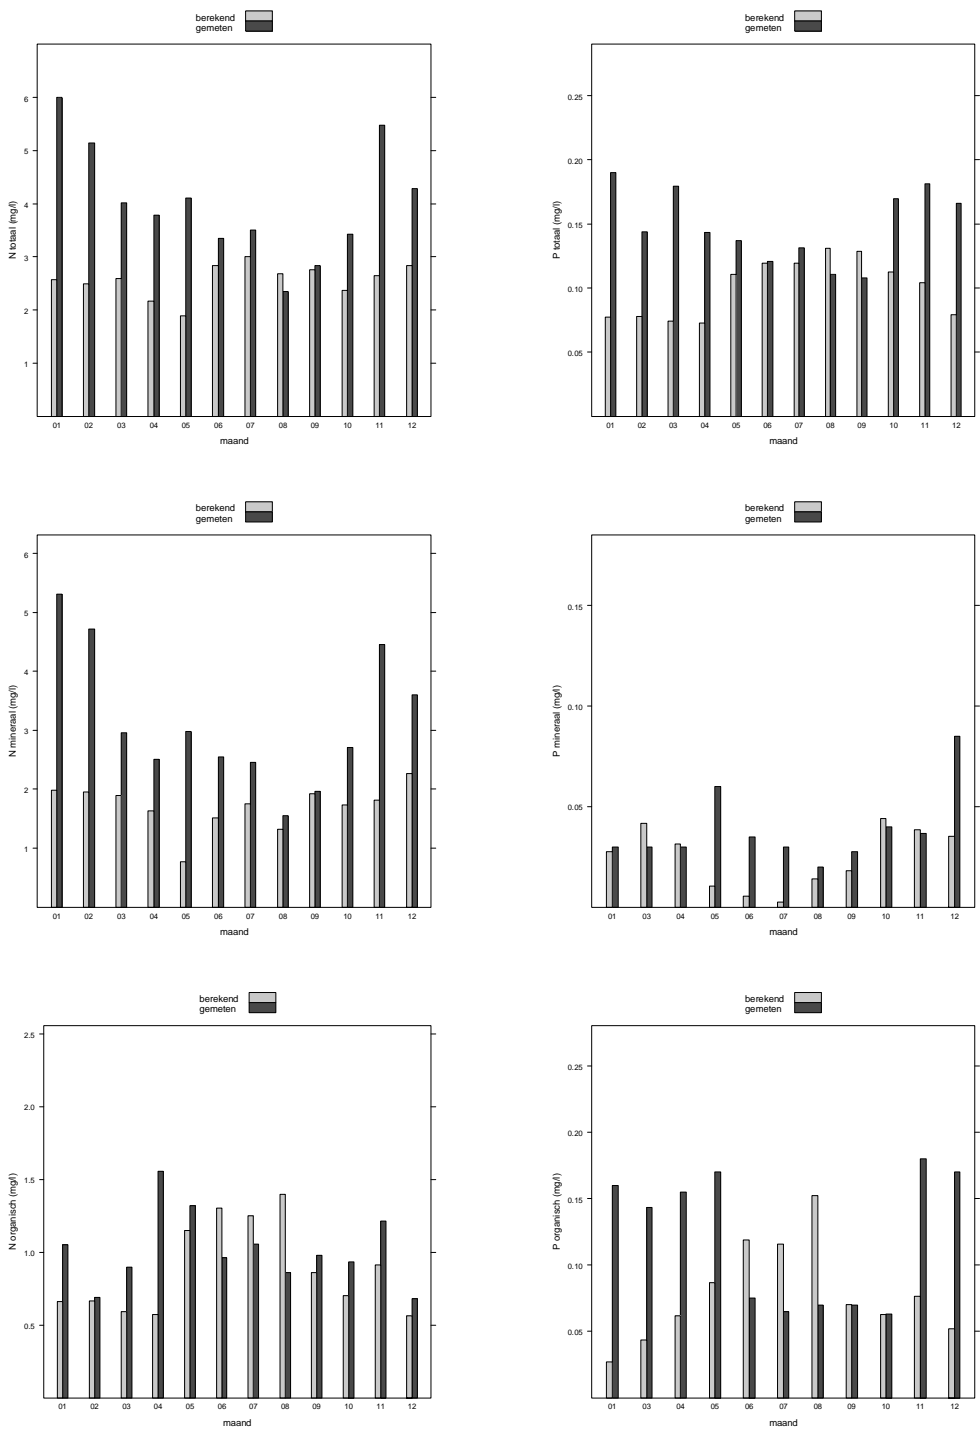 berekend
gemeten
N totaal (mg/l)
6
5
4
3
2
1
01 02 03 04 05 06 07 08 09 10 11 12
maand
berekend
gemeten
P totaal (mg/l)
0.25
0.20
0.15
0.10
0.05
01 02 03 04 05 06 07 08 09 10 11 12
maand
berekend
gemeten
N mineraal (mg/l)
6
5
4
3
2
1
01 02 03 04 05 06 07 08 09 10 11 12
maand
berekend
gemeten
P mineraal (mg/l)
0.15
0.10
0.05
01 03 04 05 06 07 08 09 10 11 12
maand
berekend
gemeten
N organisch (mg/l)
2.5
2.0
1.5
1.0
0.5
01 02 03 04 05 06 07 08 09 10 11 12
maand
berekend
gemeten
P organisch (mg/l)
0.25
0.20
0.15
0.10
0.05
01 03 04 05 06 07 08 09 10 11 12
maand